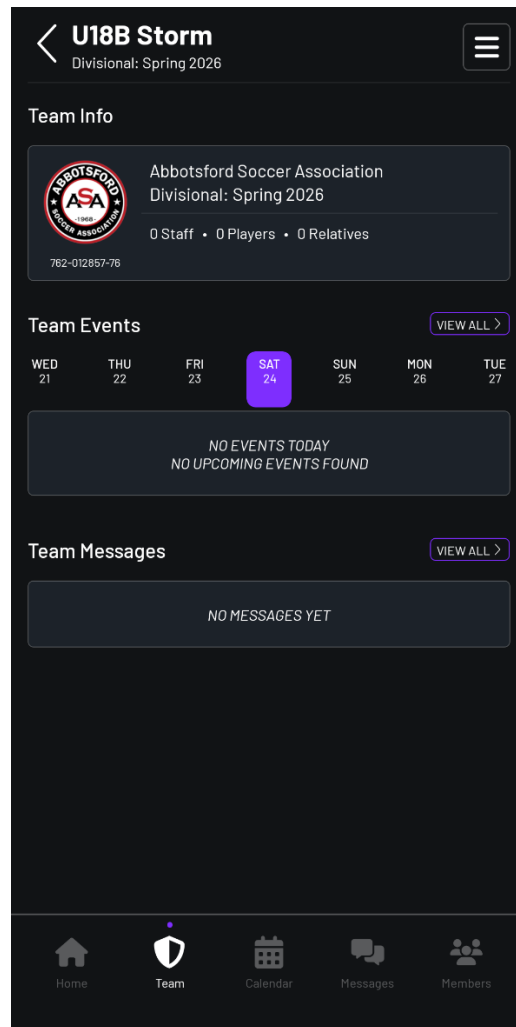 U18B Storm
Divisional: Spring 2026
Team Info
ABBOTSFORD
ASA
-1968-
SOCCER ASSOCIATION
762-012857-76
Abbotsford Soccer Association
Divisional: Spring 2026
0 Staff • 0 Players • 0 Relatives
Team Events
VIEW ALL >
WED THU FRI SAT SUN MON TUE
21 22 23 24 25 26 27
NO EVENTS TODAY
NO UPCOMING EVENTS FOUND
Team Messages
VIEW ALL >
NO MESSAGES YET
Home Team Calendar Messages Members